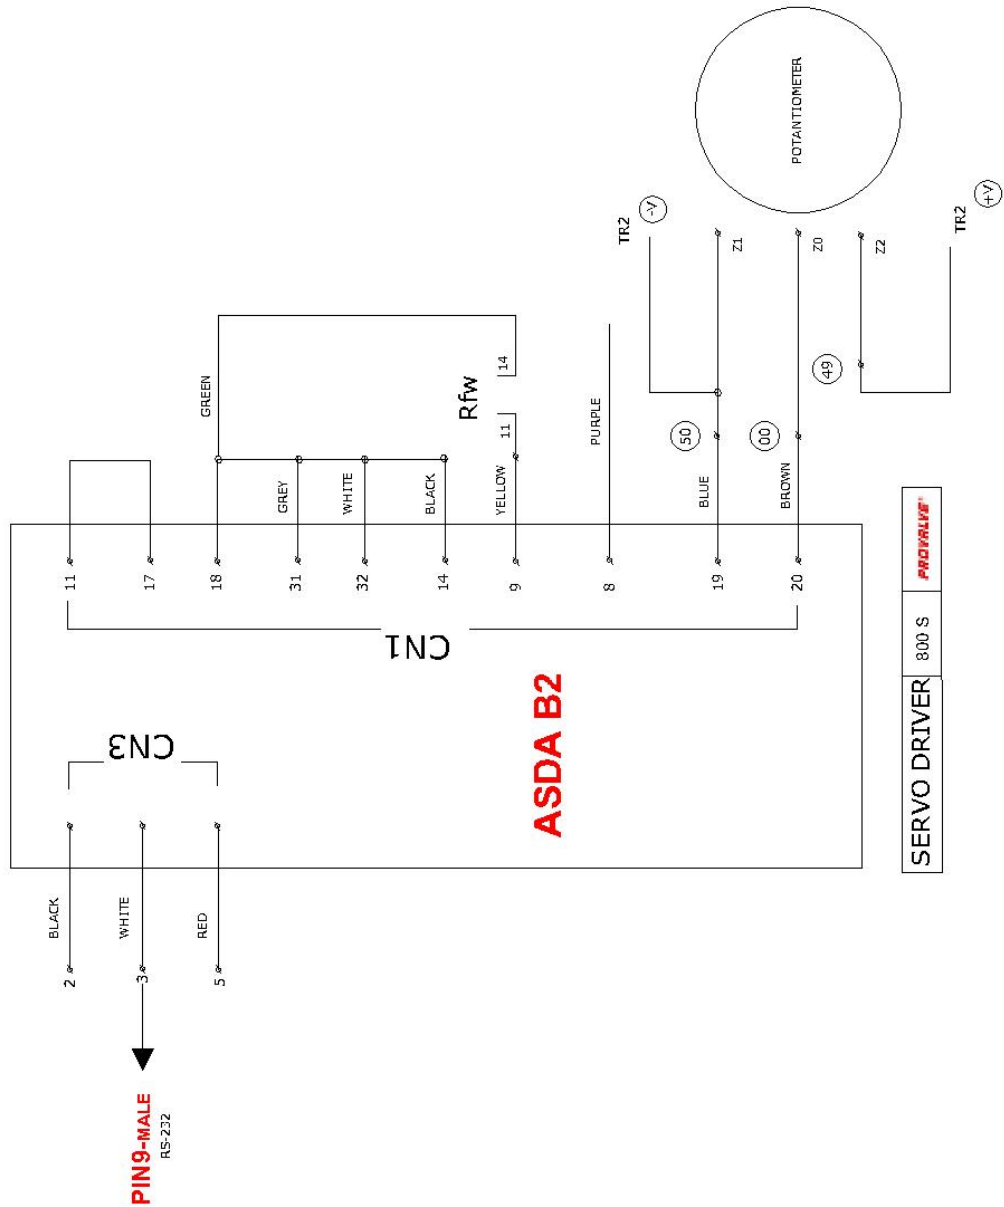 POTANTIOMETER
TR2
-V
Z1
Z0
Z2
TR2
+V
49
GREEN
Rfw
14
11
PURPLE
50
00
GREY
WHITE
BLACK
YELLOW
BLUE
BROWN
11
17
18
31
32
14
9
8
19
20
CN1
CN3
ASDA B2
SERVO DRIVER
800 S
PROVALVE®
BLACK
WHITE
RED
2
3
5
PIN9-MALE
RS-232